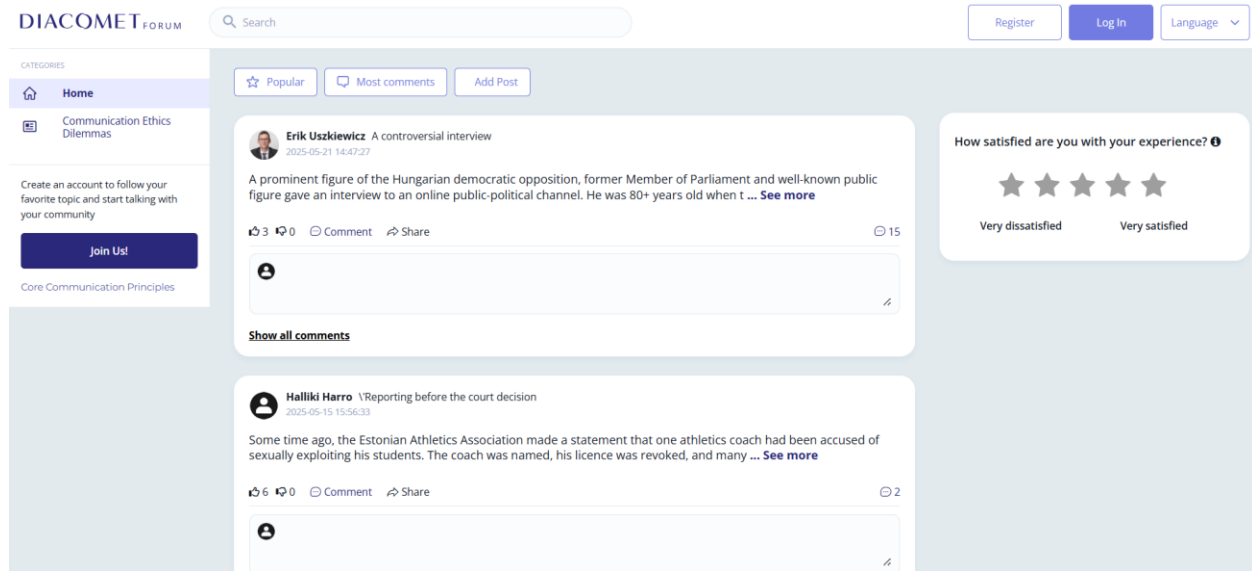 DIACOMET FORUM
Search
Register
Log In
Language
CATEGORIES
Home
Communication Ethics
Dilemmas
Create an account to follow your
favorite topic and start talking with
your community
Join Us!
Core Communication Principles
Popular
Most comments
Add Post
Erik Uszkiewicz A controversial interview
2025-05-21 14:47:27
A prominent figure of the Hungarian democratic opposition, former Member of Parliament and well-known public
figure gave an interview to an online public-political channel. He was 80+ years old when t ... See more
3 0 Comment Share 15
Show all comments
Halliki Harro \'Reporting before the court decision
2025-05-15 15:56:33
Some time ago, the Estonian Athletics Association made a statement that one athletics coach had been accused of
sexually exploiting his students. The coach was named, his licence was revoked, and many ... See more
6 0 Comment Share 2
How satisfied are you with your experience?
Very dissatisfied Very satisfied